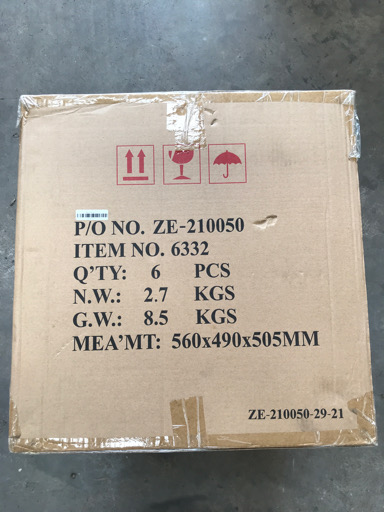 P/O NO. ZE-210050
ITEM NO. 6332
Q'TY: 6 PCS
N.W.: 2.7 KGS
G.W.: 8.5 KGS
MEA'MT: 560x490x505MM
ZE-210050-29-21